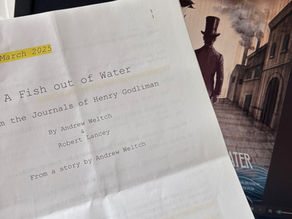 March 2025
A Fish out of Water
m the Journals of Henry Godliman
By Andrew Weltch
&
Robert Lancey
From a story by Andrew Weltch
TER